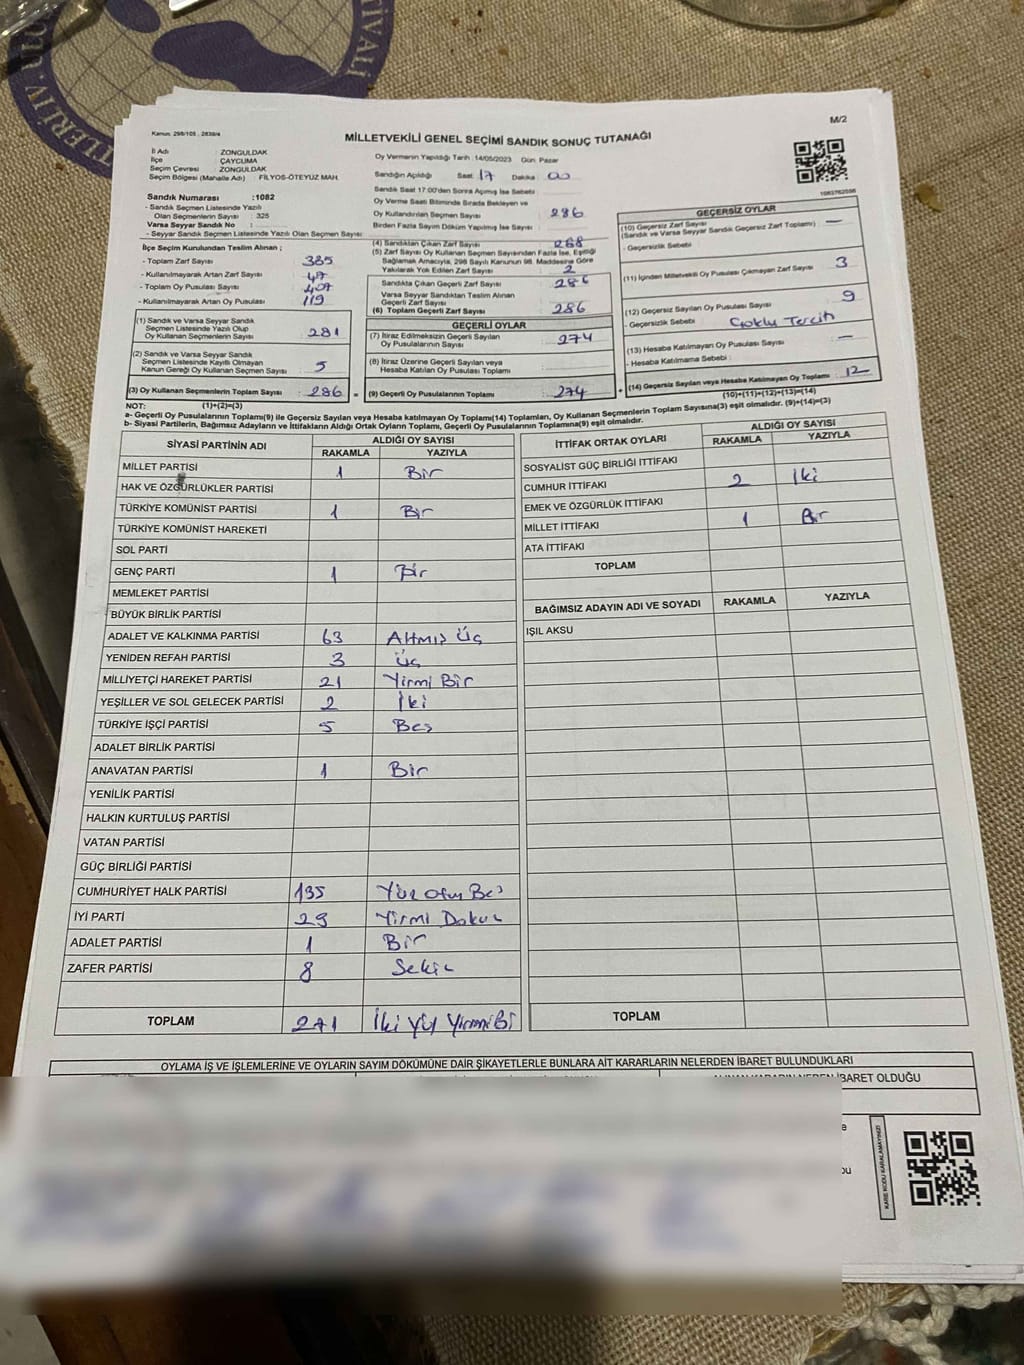 TİVALİ
TLERİ
M/2
Kanun: 298/105 - 2839/4
MİLLETVEKİLİ GENEL SEÇİMİ SANDIK SONUÇ TUTANAĞI
İl Adı : ZONGULDAK
İlçe : ÇAYCUMA
Seçim Çevresi : ZONGULDAK
Seçim Bölgesi (Mahalle Adı) : FİLYOS-ÖTEYUZ MAH.
Sandık Numarası :1082
- Sandık Seçmen Listesinde Yazılı
Olan Seçmenlerin Sayısı : 325
Varsa Seyyar Sandık No :
- Seyyar Sandık Seçmen Listesinde Yazılı Olan Seçmen Sayısı :
İlçe Seçim Kurulundan Teslim Alınan ;
- Toplam Zarf Sayısı : 385
- Kullanılmayarak Artan Zarf Sayısı :
- Toplam Oy Pusulası Sayısı : 407
- Kullanılmayarak Artan Oy Pusulası : 119
(1) Sandık ve Varsa Seyyar Sandık
Seçmen Listesinde Yazılı Olup
Oy Kullanan Seçmenlerin Sayısı : 281
(2) Sandık ve Varsa Seyyar Sandık
Seçmen Listesinde Kayıtlı Olmayan
Kanun Gereği Oy Kullanan Seçmen Sayısı : 5
(3) Oy Kullanan Seçmenlerin Toplam Sayısı : 286 =
(1)+(2)=(3)
Oy Vermenin Yapıldığı Tarih : 14/05/2023 Gün: Pazar
Sandığın Açıldığı Saat : 17 Dakika : 00
Sandık Saat 17:00'den Sonra Açılmış İse Sebebi :
Oy Verme Saati Bitiminde Sırada Bekleyen ve
Oy Kullandırılan Seçmen Sayısı : 286
Birden Fazla Sayım Döküm Yapılmış İse Sayısı :
(4) Sandıktan Çıkan Zarf Sayısı : 268
(5) Zarf Sayısı Oy Kullanan Seçmen Sayısından Fazla İse, Eşitliği
Sağlamak Amacıyla, 298 Sayılı Kanunun 98. Maddesine Göre
Yakılarak Yok Edilen Zarf Sayısı : 2
Sandıkta Çıkan Geçerli Zarf Sayısı : 286
Varsa Seyyar Sandıktan Teslim Alınan
Geçerli Zarf Sayısı :
(6) Toplam Geçerli Zarf Sayısı : 286
GEÇERLİ OYLAR
(7) İtiraz Edilmeksizin Geçerli Sayılan
Oy Pusulalarının Sayısı : 274
(8) İtiraz Üzerine Geçerli Sayılan veya
Hesaba Katılan Oy Pusulası Toplamı :
(9) Geçerli Oy Pusulalarının Toplamı : 274
1083782556
GEÇERSİZ OYLAR
(10) Geçersiz Zarf Sayısı : —
(Sandık ve Varsa Seyyar Sandık Geçersiz Zarf Toplamı)
- Geçersizlik Sebebi :
(11) İçinden Milletvekili Oy Pusulası Çıkmayan Zarf Sayısı : 3
(12) Geçersiz Sayılan Oy Pusulası Sayısı : 9
- Geçersizlik Sebebi : Çoklu Tercih
(13) Hesaba Katılmayan Oy Pusulası Sayısı : —
- Hesaba Katılmama Sebebi :
+ (14) Geçersiz Sayılan veya Hesaba Katılmayan Oy Toplamı : 12
(10)+(11)+(12)+(13)=(14)
NOT:
a- Geçerli Oy Pusulalarının Toplamı(9) ile Geçersiz Sayılan veya Hesaba katılmayan Oy Toplamı(14) Toplamları, Oy Kullanan Seçmenlerin Toplam Sayısına(3) eşit olmalıdır. (9)+(14)=(3)
b- Siyasi Partilerin, Bağımsız Adayların ve İttifakların Aldığı Ortak Oyların Toplamı, Geçerli Oy Pusulalarının Toplamına(9) eşit olmalıdır.
SİYASİ PARTİNİN ADI ALDIĞI OY SAYISI
RAKAMLA YAZIYLA
MİLLET PARTİSİ 1 Bir
HAK VE ÖZGÜRLÜKLER PARTİSİ
TÜRKİYE KOMÜNİST PARTİSİ 1 Bir
TÜRKİYE KOMÜNİST HAREKETİ
SOL PARTİ
GENÇ PARTİ 1 Bir
MEMLEKET PARTİSİ
BÜYÜK BİRLİK PARTİSİ
ADALET VE KALKINMA PARTİSİ 63 Altmış Üç
YENİDEN REFAH PARTİSİ 3 Üç
MİLLİYETÇİ HAREKET PARTİSİ 21 Yirmi Bir
YEŞİLLER VE SOL GELECEK PARTİSİ 2 İki
TÜRKİYE İŞÇİ PARTİSİ 5 Beş
ADALET BİRLİK PARTİSİ
ANAVATAN PARTİSİ 1 Bir
YENİLİK PARTİSİ
HALKIN KURTULUŞ PARTİSİ
VATAN PARTİSİ
GÜÇ BİRLİĞİ PARTİSİ
CUMHURİYET HALK PARTİSİ 135 Yüz Otuz Beş
İYİ PARTİ 29 Yirmi Dokuz
ADALET PARTİSİ 1 Bir
ZAFER PARTİSİ 8 Sekiz
TOPLAM 271 İki Yüz Yirmi Bi
İTTİFAK ORTAK OYLARI ALDIĞI OY SAYISI
RAKAMLA YAZIYLA
SOSYALİST GÜÇ BİRLİĞİ İTTİFAKI
CUMHUR İTTİFAKI 2 İki
EMEK VE ÖZGÜRLÜK İTTİFAKI
MİLLET İTTİFAKI 1 Bir
ATA İTTİFAKI
TOPLAM
BAĞIMSIZ ADAYIN ADI VE SOYADI RAKAMLA YAZIYLA
IŞIL AKSU
TOPLAM
OYLAMA İŞ VE İŞLEMLERİNE VE OYLARIN SAYIM DÖKÜMÜNE DAİR ŞİKAYETLERLE BUNLARA AİT KARARLARIN NELERDEN İBARET BULUNDUKLARI
ALINAN KARARIN NEDEN İBARET OLDUĞU
KARE KODU KARALAMAYINIZ!